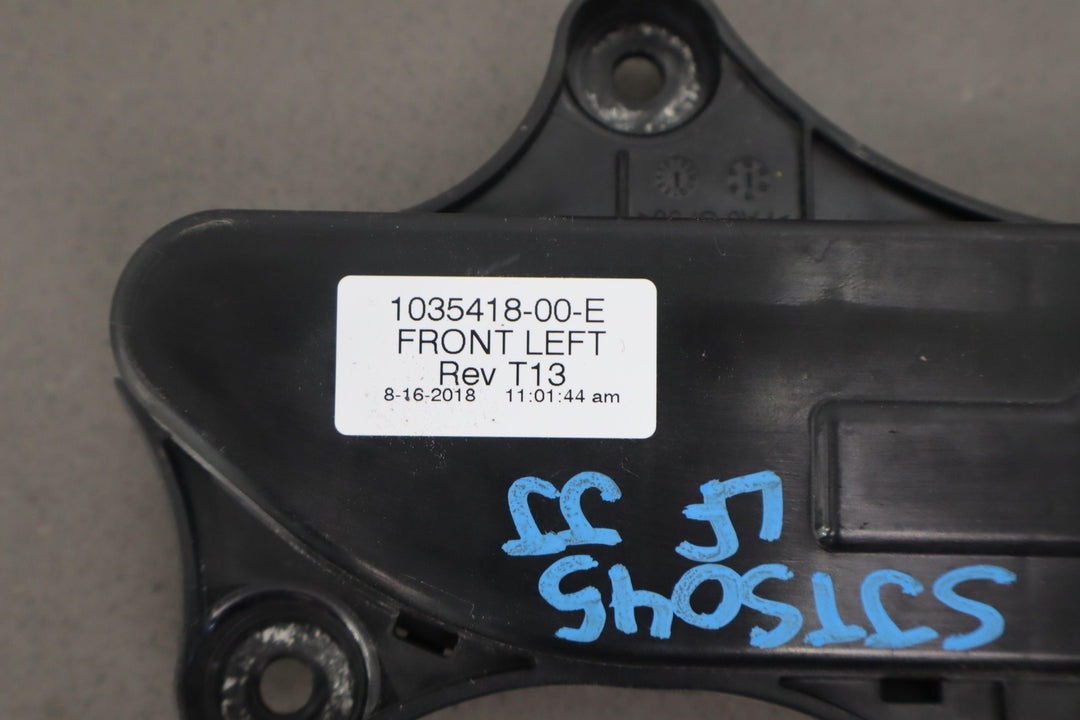 1035418-00-E
FRONT LEFT
Rev T13
8-16-2018 11:01:44 am
SJTS045
LF JJ